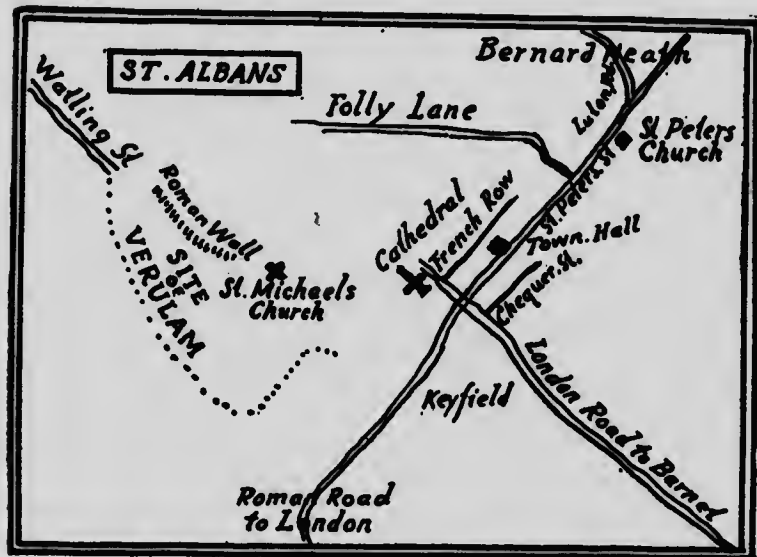 ST. ALBANS
Bernard Heath
Watling St.
Folly Lane
Luton Rd.
St. Peters
Church
St. Peters. St
Roman Wall
SITE
OF
VERULAM
St. Michaels
Church
Cathedral
French Row
Town. Hall
Chequer. St.
London Road to Barnet
Keyfield
Roman Road
to London